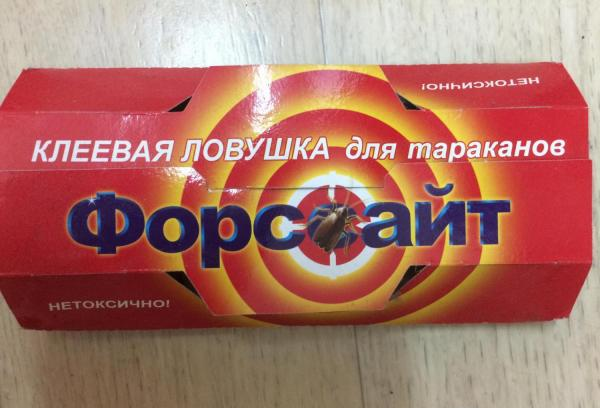 НЕТОКСИЧНО!
КЛЕЕВАЯ ЛОВУШКА для тараканов
Форсайт
НЕТОКСИЧНО!